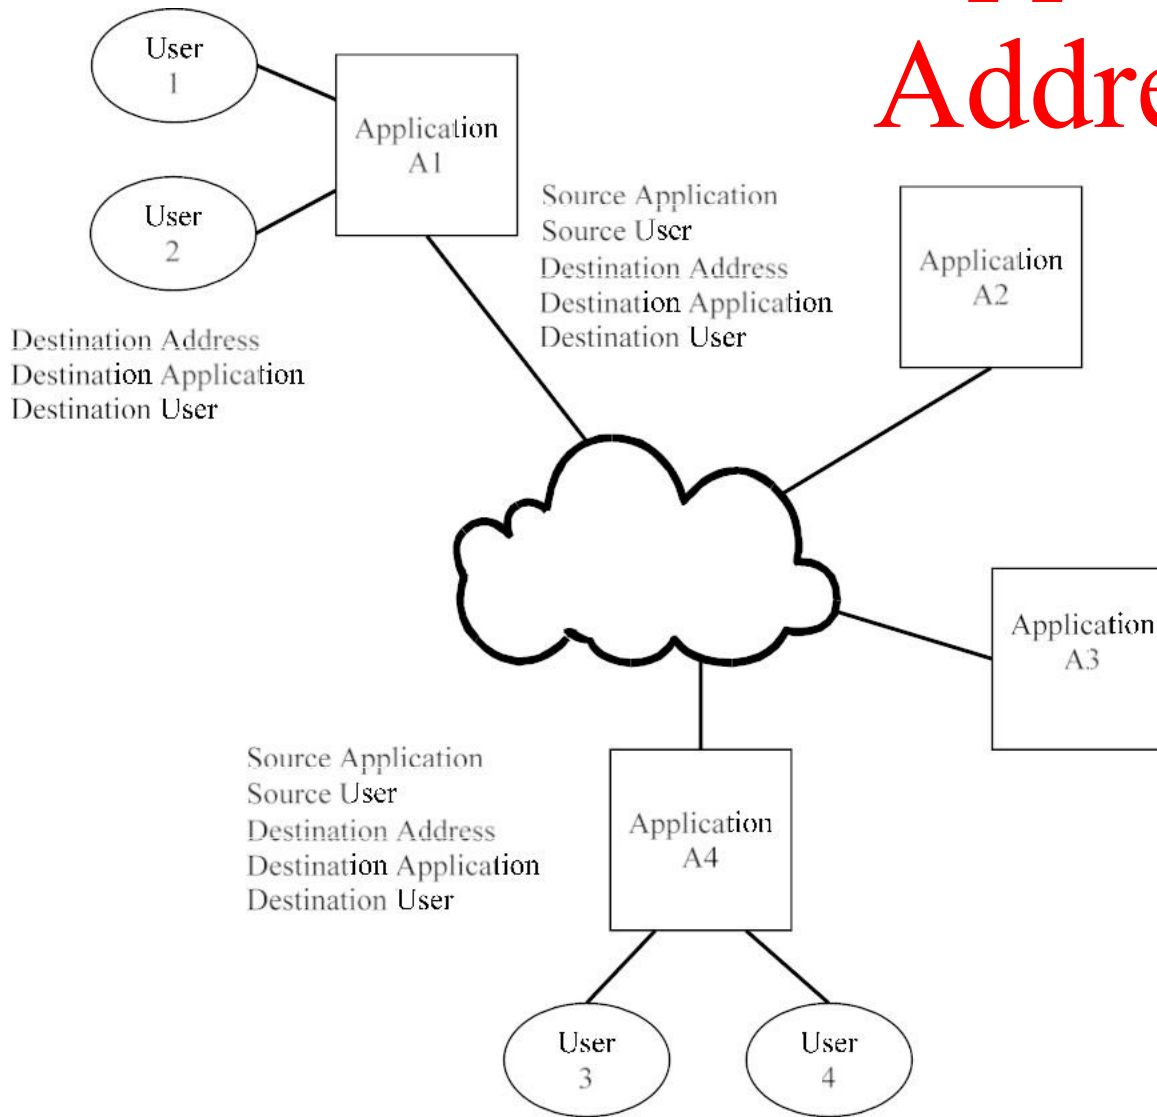 Addre
User
1
Application
A1
User
2
Source Application
Source User
Destination Address
Destination Application
Destination User
Application
A2
Destination Address
Destination Application
Destination User
Application
A3
Source Application
Source User
Destination Address
Destination Application
Destination User
Application
A4
User
3
User
4